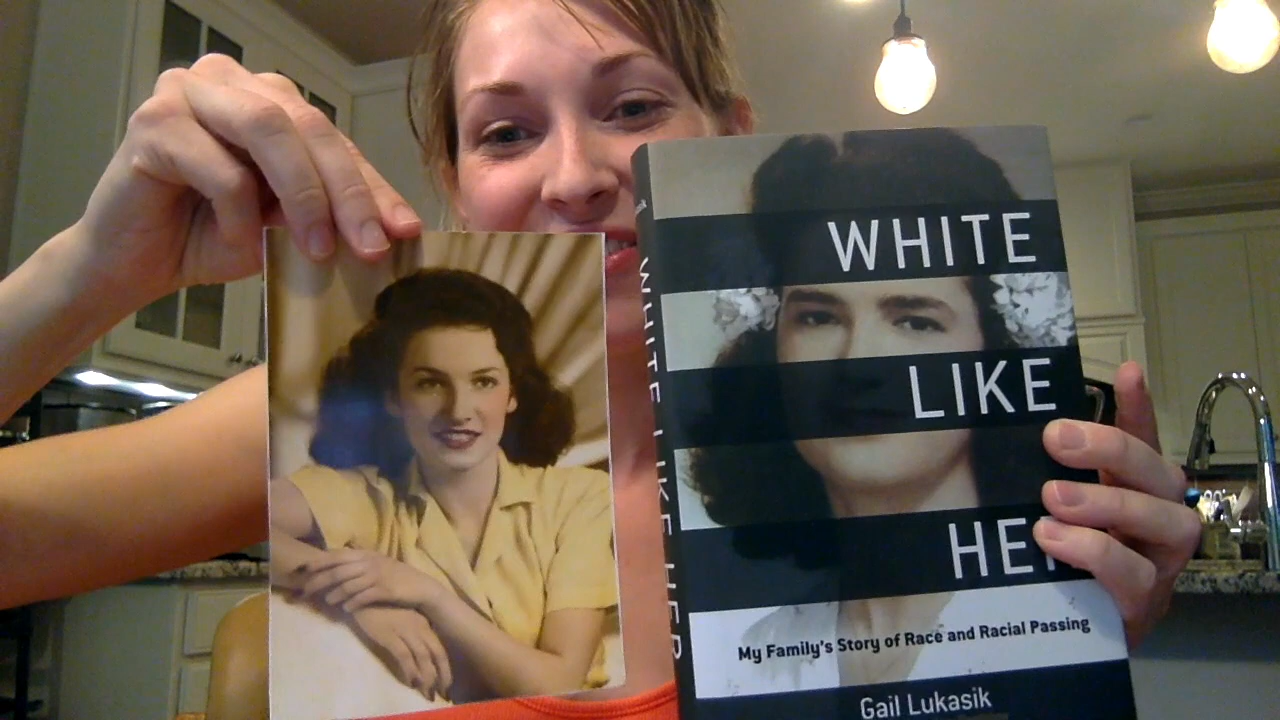 WHITE
LIKE
HE
My Family's Story of Race and Racial Passing
Gail Lukasik
WHITE LIKE HER